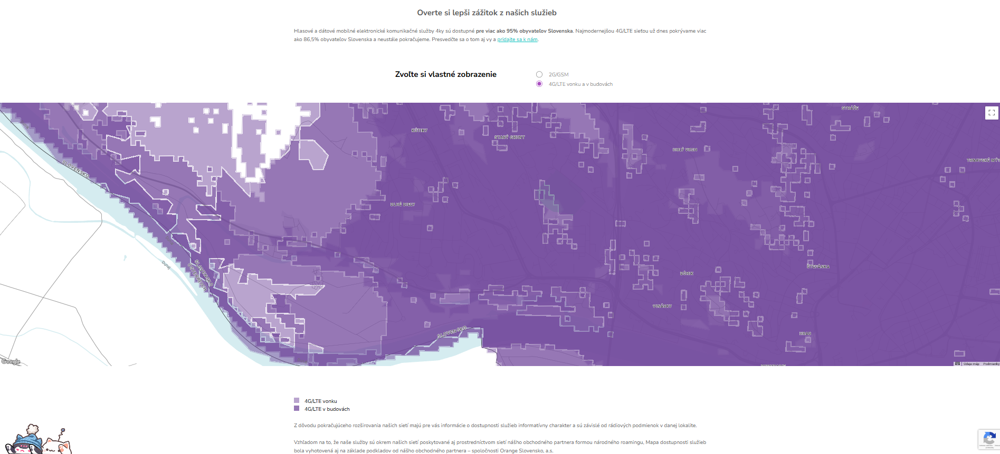 Overte si lepši zážitok z našich služieb
Hlasové a dátové mobilné elektronické komunikačné služby 4ky sú dostupné pre viac ako 95% obyvateľov Slovenska. Najmodernejšou 4G/LTE sieťou už dnes pokrývame viac
ako 86,5% obyvateľov Slovenska a neustále pokračujeme. Presvedčte sa o tom aj vy a pridajte sa k nám.
Zvoľte si vlastné zobrazenie
2G/GSM
4G/LTE vonku a v budovách
STRÁŽE
KÚTIKY
STARÝ GRUNT
HOLÝ VRCH
TRNAVSKÉ MÝT
SLOVENSKO
DLHÉ DIELY
Dunaj
SLOVENSKO
ŠTEFÁNKA
BÔRIK
VINÁRKY
SLOVENSKO
HRAD
Google
Údaje máp
Podmienky
4G/LTE vonku
4G/LTE v budovách
Z dôvodu pokračujúceho rozširovania našich sietí majú pre vás informácie o dostupnosti služieb informatívny charakter a sú závislé od rádiových podmienok v danej lokalite.
Vzhľadom na to, že naše služby sú okrem našich sietí poskytované aj prostredníctvom sietí nášho obchodného partnera formou národného roamingu, Mapa dostupnosti služieb
bola vyhotovená aj na základe podkladov od nášho obchodného partnera – spoločnosti Orange Slovensko, a.s.